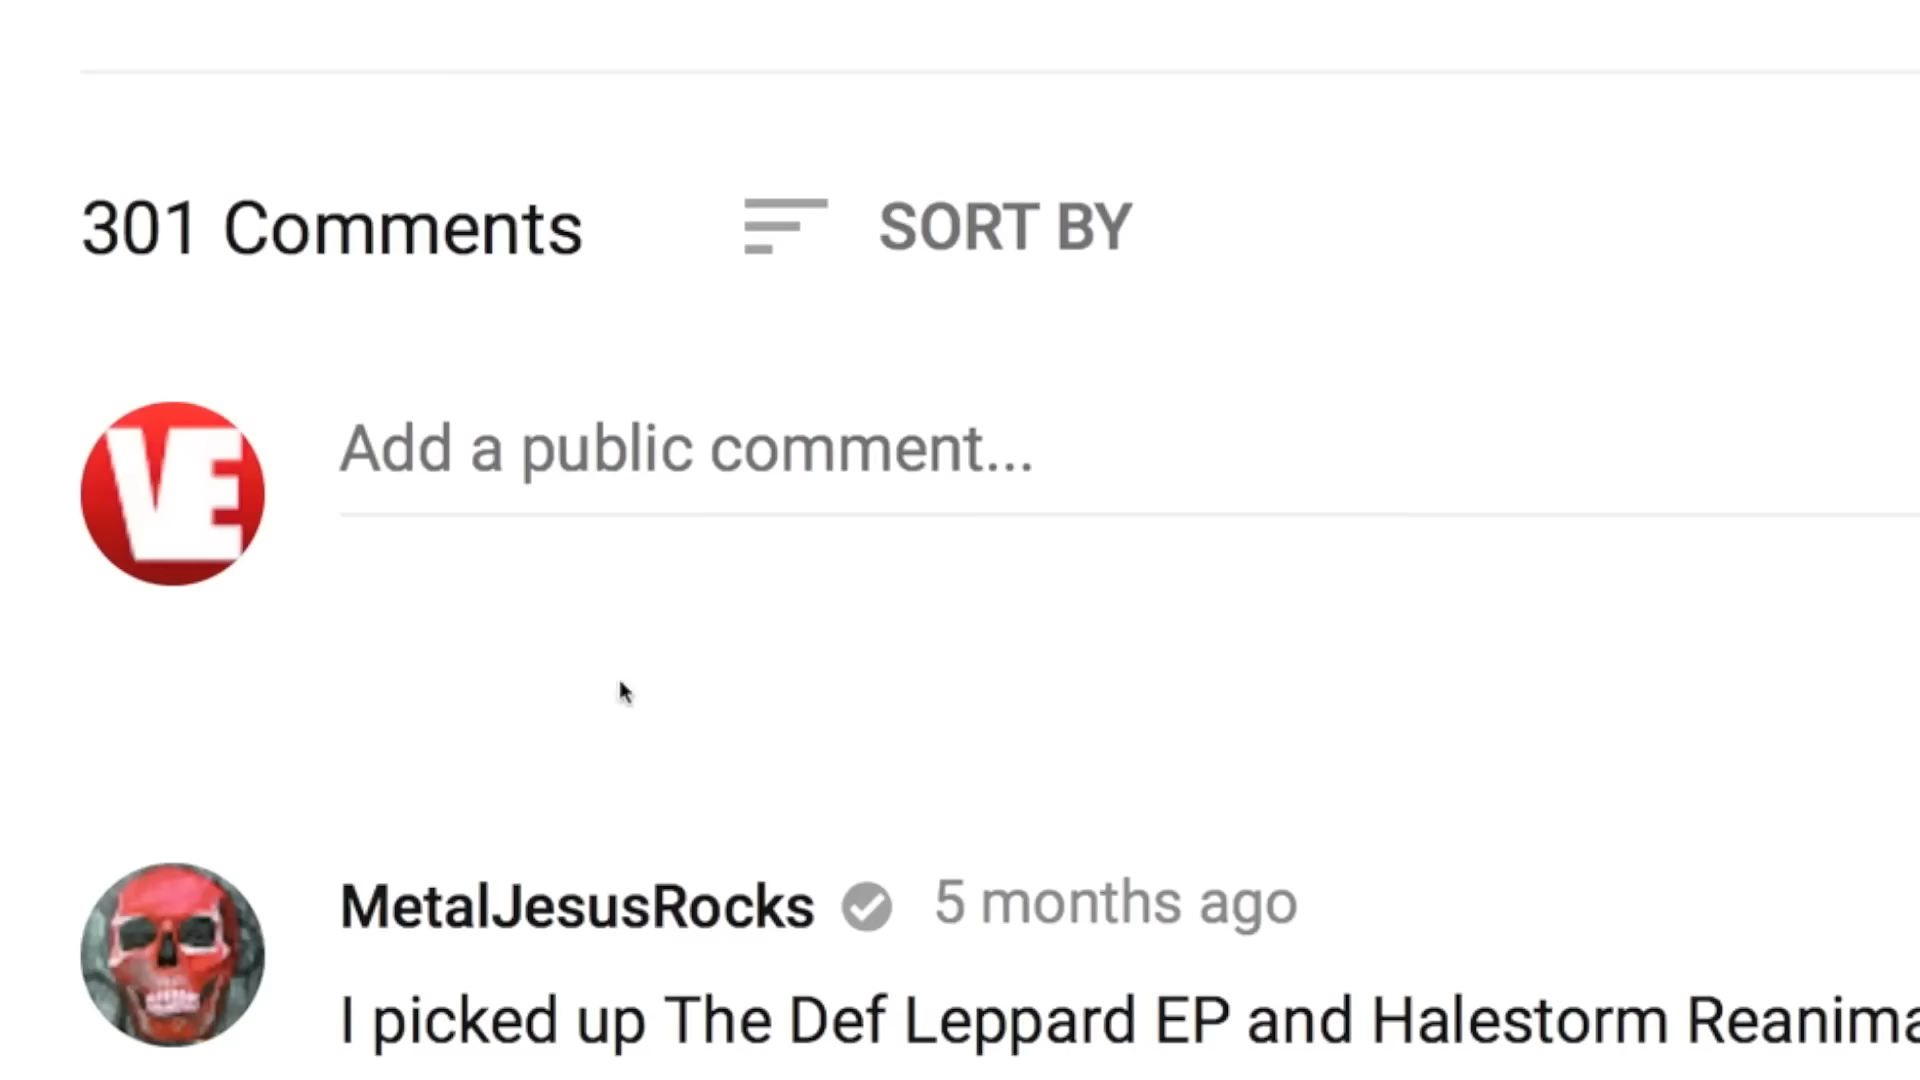 301 Comments SORT BY
VE
Add a public comment...
MetalJesusRocks 5 months ago
I picked up The Def Leppard EP and Halestorm Reanima